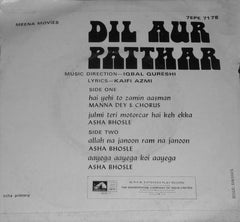 MEENA MOVIES
7EPE 7178
DIL AUR
PATTHAR
MUSIC DIRECTION—IQBAL QURESHI
LYRICS—KAIFI AZMI
SIDE ONE
hai yehi to zamin aasman
MANNA DEY & CHORUS
julmi teri motorcar hai keh ekka
ASHA BHOSLE
SIDE TWO
allah na janoon ram na janoon
ASHA BHOSLE
aayega aayega koi aayega
ASHA BHOSLE